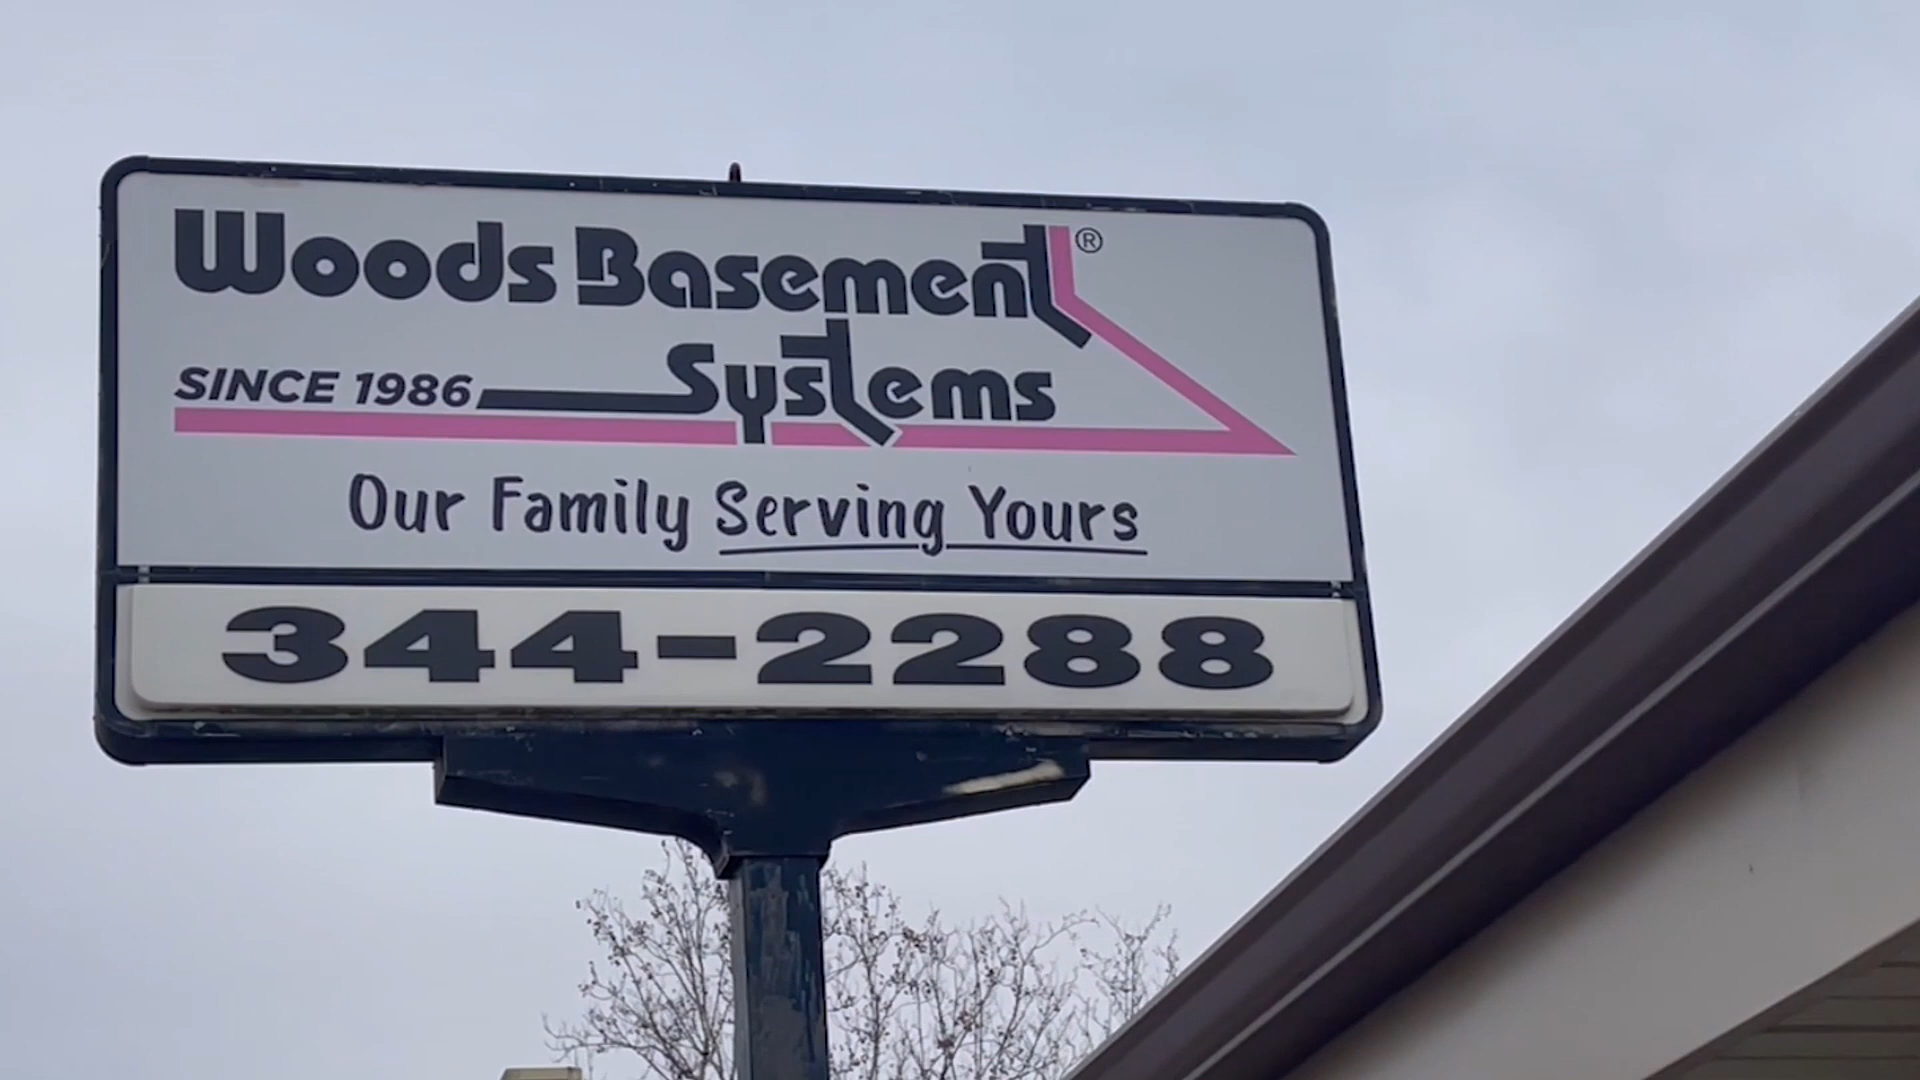 Woods Basement ®
Systems
SINCE 1986
Our Family Serving Yours
344-2288